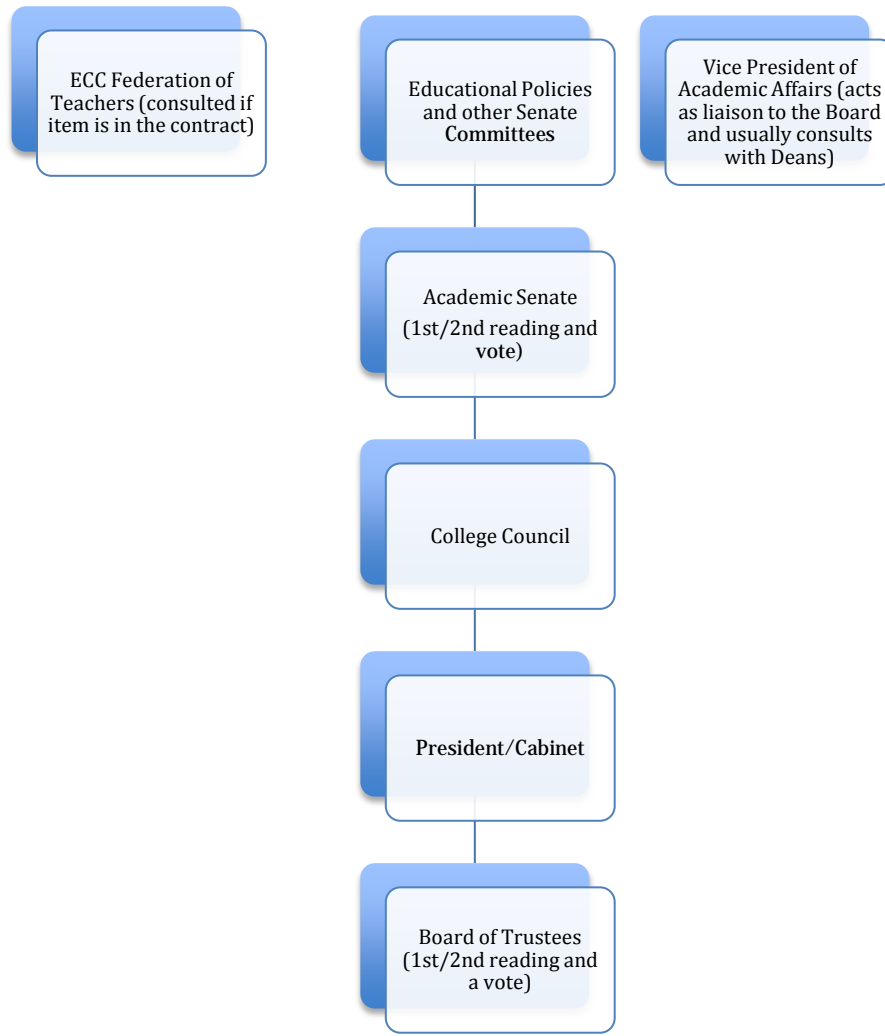 ECC Federation of
Teachers (consulted if
item is in the contract)
Educational Policies
and other Senate
Committees
Vice President of
Academic Affairs (acts
as liaison to the Board
and usually consults
with Deans)
Academic Senate
(1st/2nd reading and
vote)
College Council
President/Cabinet
Board of Trustees
(1st/2nd reading and
a vote)